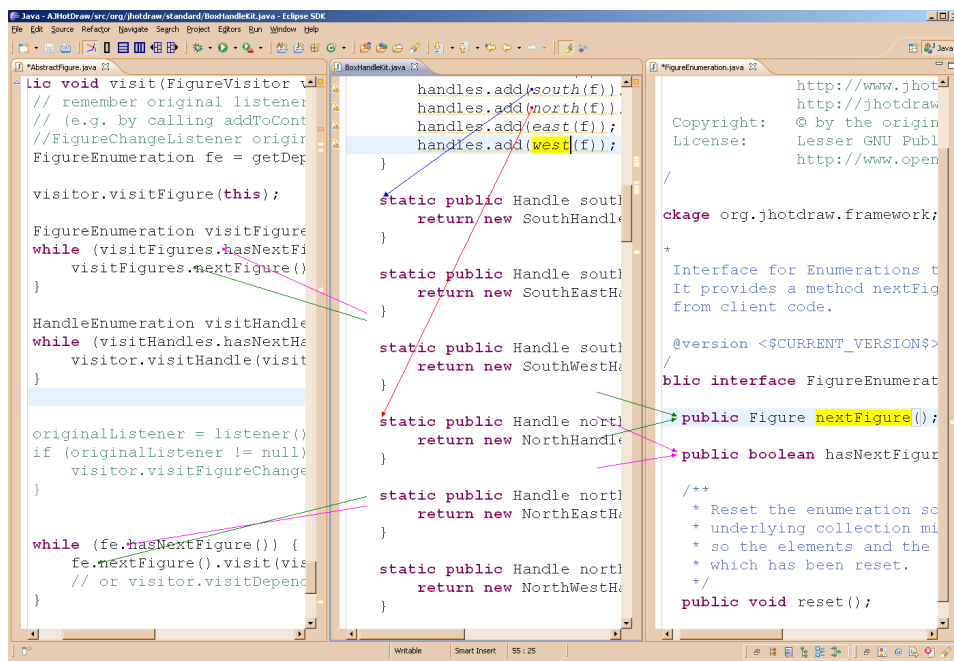 Java - AJHotDraw/src/org/jhotdraw/standard/BoxHandleKit.java - Eclipse SDK
File Edit Source Refactor Navigate Search Project Editors Run Window Help
Java
*AbstractFigure.java
lic void visit(FigureVisitor v
// remember original listener
// (e.g. by calling addToCont
//FigureChangeListener origin
FigureEnumeration fe = getDep
visitor.visitFigure(this);
FigureEnumeration visitFigure
while (visitFigures.hasNextFi
visitFigures.nextFigure()
}
HandleEnumeration visitHandle
while (visitHandles.hasNextHa
visitor.visitHandle(visit
}
originalListener = listener()
if (originalListener != null)
visitor.visitFigureChange
}
while (fe.hasNextFigure()) {
fe.nextFigure().visit(vis
// or visitor.visitDepend
}
BoxHandleKit.java
handles.add(south(f));
handles.add(north(f));
handles.add(east(f));
handles.add(west(f));
}
static public Handle south
return new SouthHandle
}
static public Handle south
return new SouthEastHa
}
static public Handle south
return new SouthWestHa
}
static public Handle north
return new NorthHandle
}
static public Handle north
return new NorthEastHa
}
static public Handle north
return new NorthWestHa
}
*FigureEnumeration.java
http://www.jhot
http://jhotdraw
Copyright: © by the origin
License: Lesser GNU Publ
http://www.open
/
ckage org.jhotdraw.framework;
*
Interface for Enumerations t
It provides a method nextFig
from client code.
@version <$CURRENT_VERSION$>
/
blic interface FigureEnumerat
public Figure nextFigure();
public boolean hasNextFigur
/**
* Reset the enumeration so
* underlying collection mi
* so the elements and the
* which has been reset.
*/
public void reset();
Writable Smart Insert 55 : 25